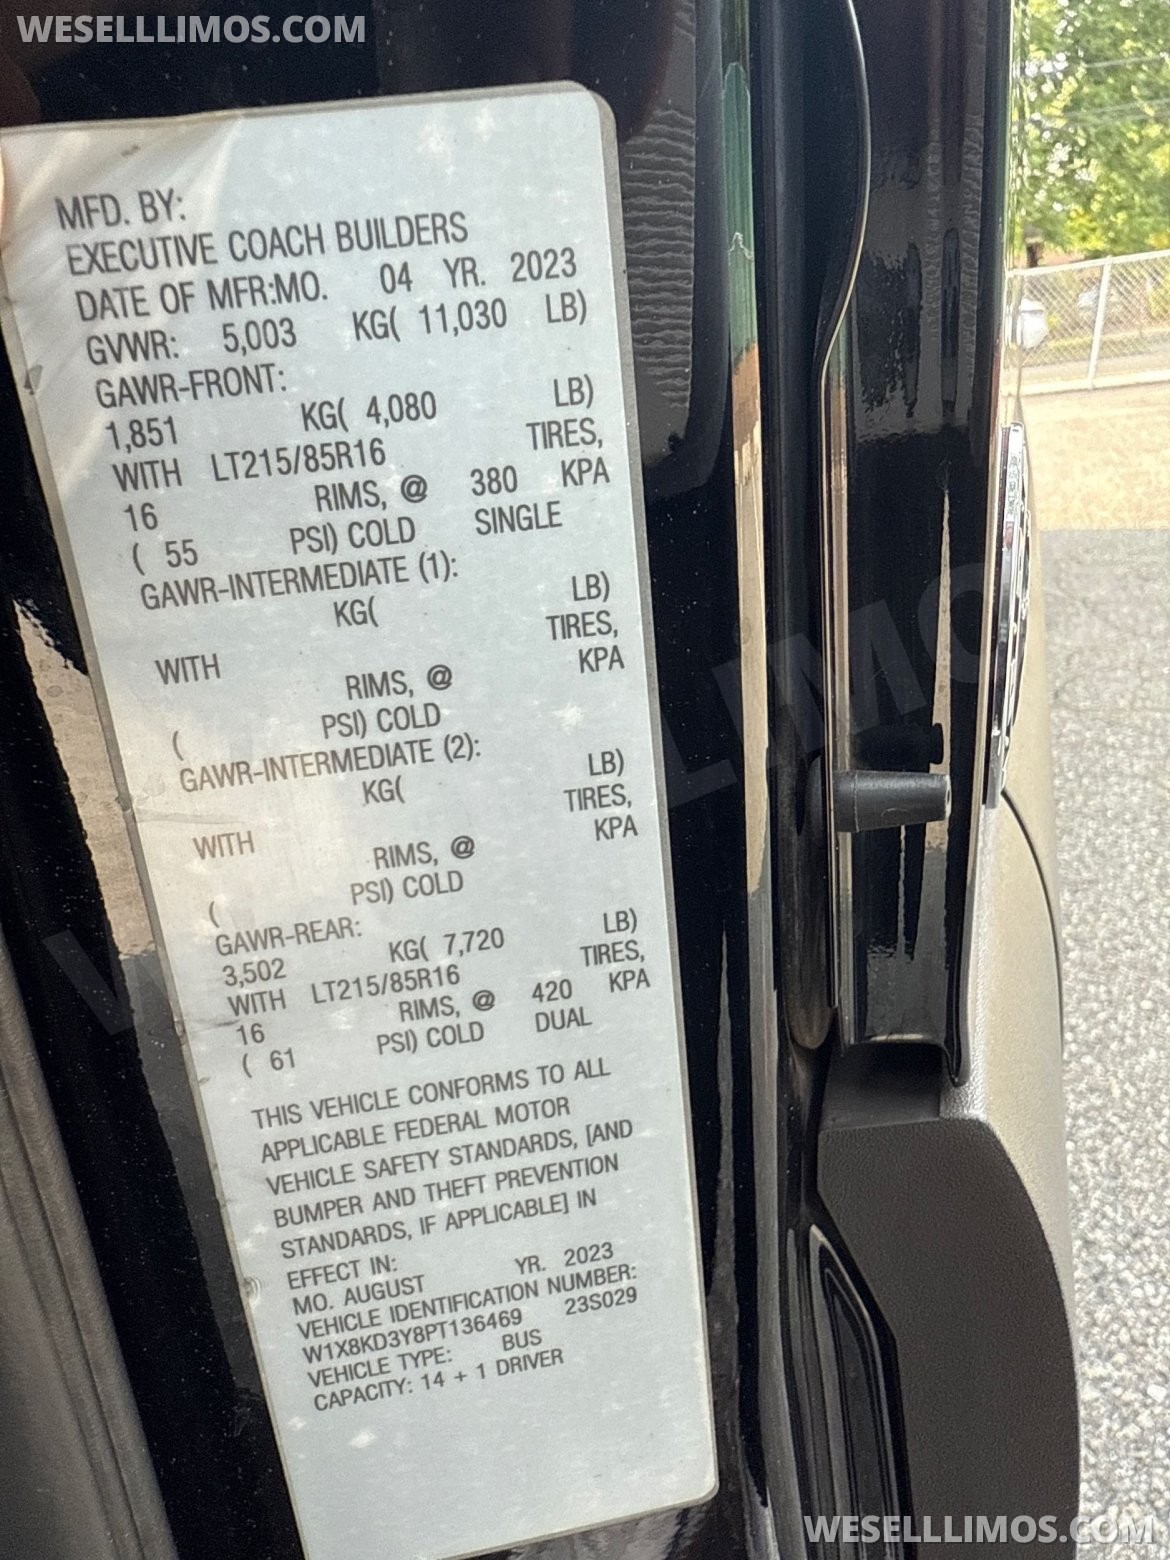 WESELLLIMOS.COM
MFD. BY:
EXECUTIVE COACH BUILDERS
DATE OF MFR:MO. 04 YR. 2023
GVWR: 5,003 KG( 11,030 LB)
GAWR-FRONT:
1,851 KG( 4,080 LB)
WITH LT215/85R16 TIRES,
16 RIMS, @ 380 KPA
( 55 PSI) COLD SINGLE
GAWR-INTERMEDIATE (1):
KG( LB)
WITH TIRES,
RIMS, @ KPA
( PSI) COLD
GAWR-INTERMEDIATE (2):
KG( LB)
WITH TIRES,
RIMS, @ KPA
( PSI) COLD
GAWR-REAR:
3,502 KG( 7,720 LB)
WITH LT215/85R16 TIRES,
16 RIMS, @ 420 KPA
( 61 PSI) COLD DUAL
THIS VEHICLE CONFORMS TO ALL
APPLICABLE FEDERAL MOTOR
VEHICLE SAFETY STANDARDS, [AND
BUMPER AND THEFT PREVENTION
STANDARDS, IF APPLICABLE] IN
EFFECT IN:
MO. AUGUST YR. 2023
VEHICLE IDENTIFICATION NUMBER:
W1X8KD3Y8PT136469 23S029
VEHICLE TYPE: BUS
CAPACITY: 14 + 1 DRIVER
WESELLLIMOS.COM